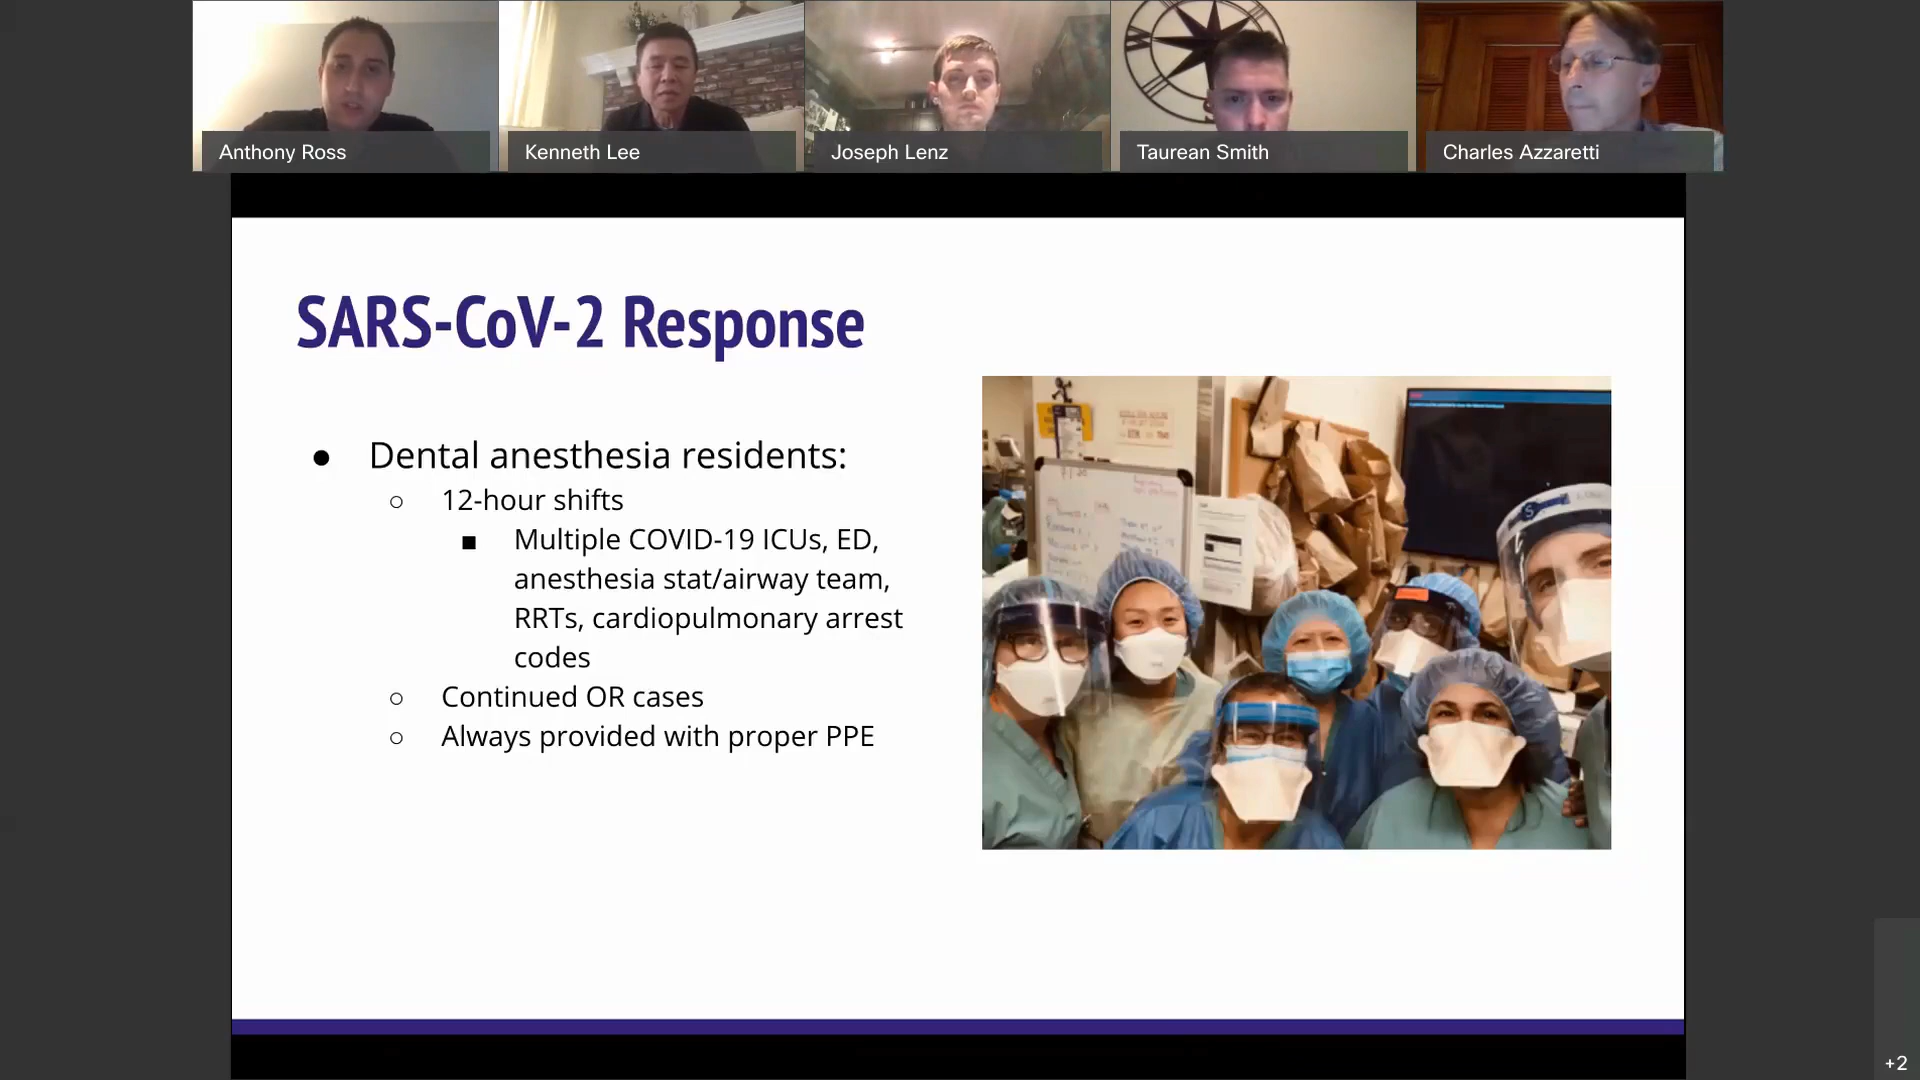 Anthony Ross
Kenneth Lee
Joseph Lenz
Taurean Smith
Charles Azzaretti
SARS-CoV-2 Response
● Dental anesthesia residents:
○ 12-hour shifts
■ Multiple COVID-19 ICUs, ED,
anesthesia stat/airway team,
RRTs, cardiopulmonary arrest
codes
○ Continued OR cases
○ Always provided with proper PPE
+2